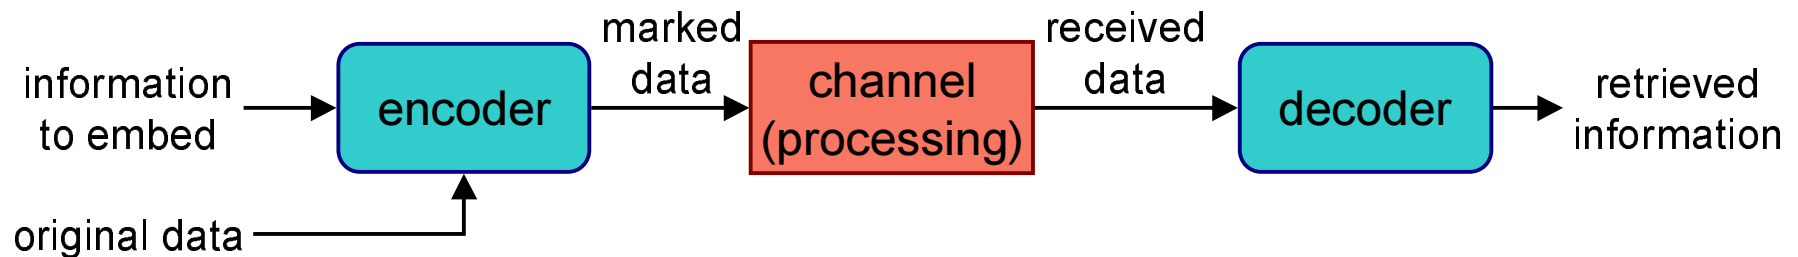 information
to embed
original data
encoder
marked
data
channel
(processing)
received
data
decoder
retrieved
information